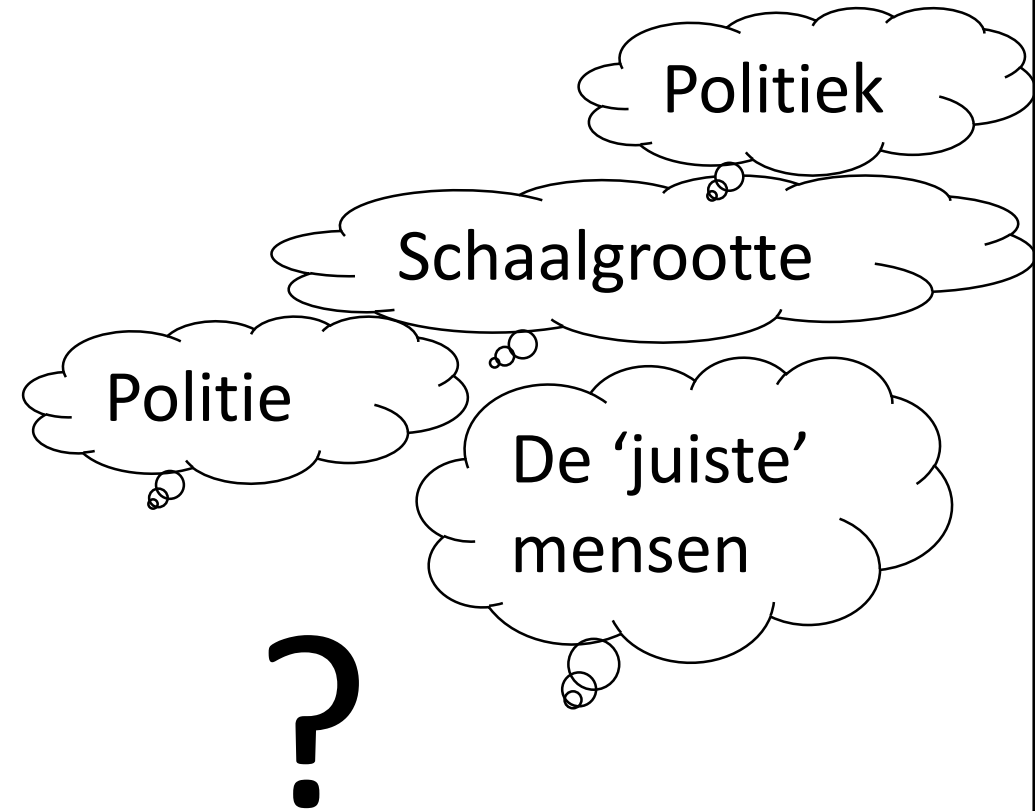 Politiek
Schaalgrootte
Politie
De ‘juiste’
mensen
?